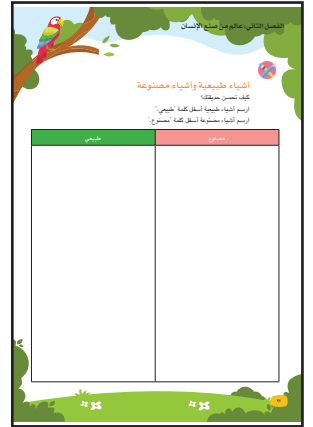 الفصل الثاني: عالم من صنع الإنسان
أشياء طبيعية وأشياء مصنوعة
كيف تحسن حديقتك؟
ارسم أشياء طبيعية أسفل كلمة "طبيعي."
ارسم أشياء مصنوعة أسفل كلمة "مصنوع."
مصنوع
طبيعي